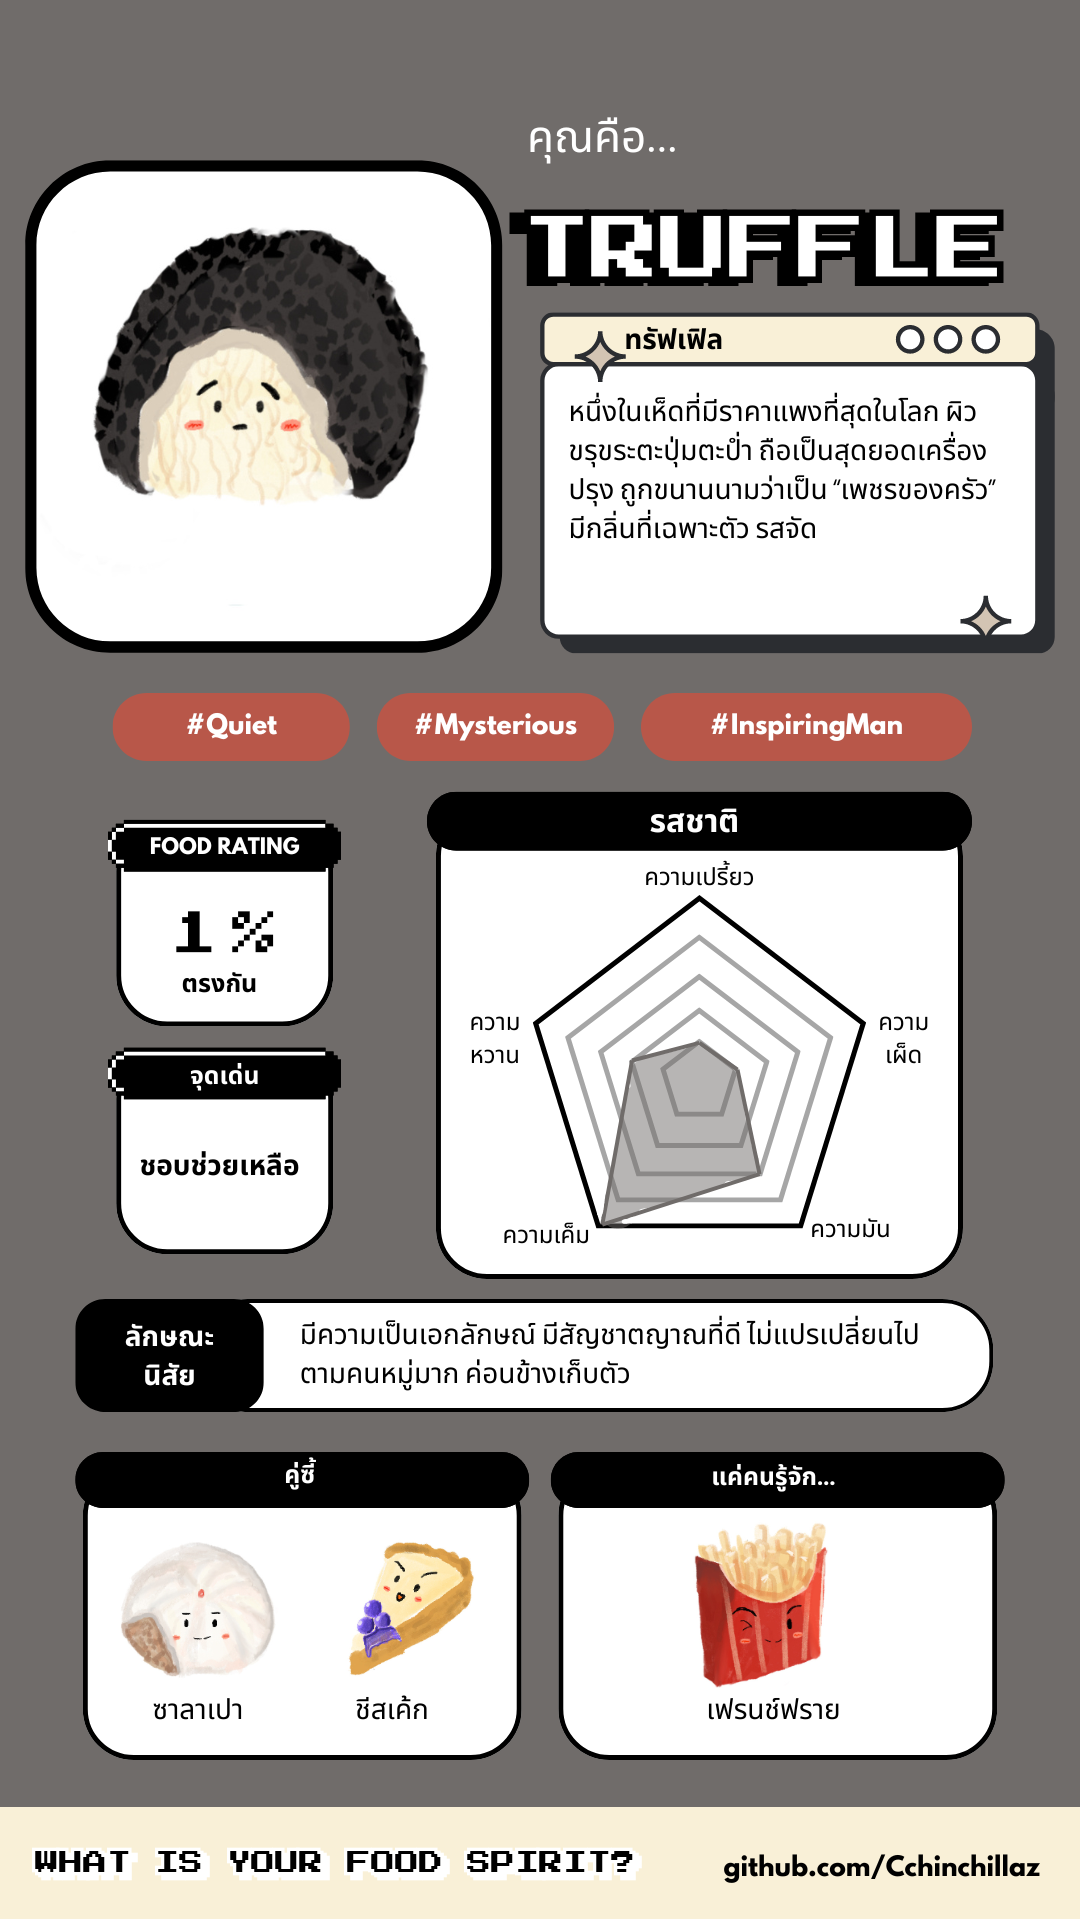 คุณคือ...
TRUFFLE
ทรัฟเฟิล
หนึ่งในเห็ดที่มีราคาแพงที่สุดในโลก ผิว
ขรุขระตะปุ่มตะป่ำ ถือเป็นสุดยอดเครื่อง
ปรุง ถูกขนานนามว่าเป็น “เพชรของครัว”
มีกลิ่นที่เฉพาะตัว รสจัด
#Quiet
#Mysterious
#InspiringMan
FOOD RATING
1 %
ตรงกัน
จุดเด่น
ชอบช่วยเหลือ
รสชาติ
ความเปรี้ยว
ความ
หวาน
ความ
เผ็ด
ความเค็ม
ความมัน
ลักษณะ
นิสัย
มีความเป็นเอกลักษณ์ มีสัญชาตญาณที่ดี ไม่แปรเปลี่ยนไป
ตามคนหมู่มาก ค่อนข้างเก็บตัว
คู่ซี้
ซาลาเปา
ชีสเค้ก
แค่คนรู้จัก...
เฟรนช์ฟราย
WHAT IS YOUR FOOD SPIRIT?
github.com/Cchinchillaz